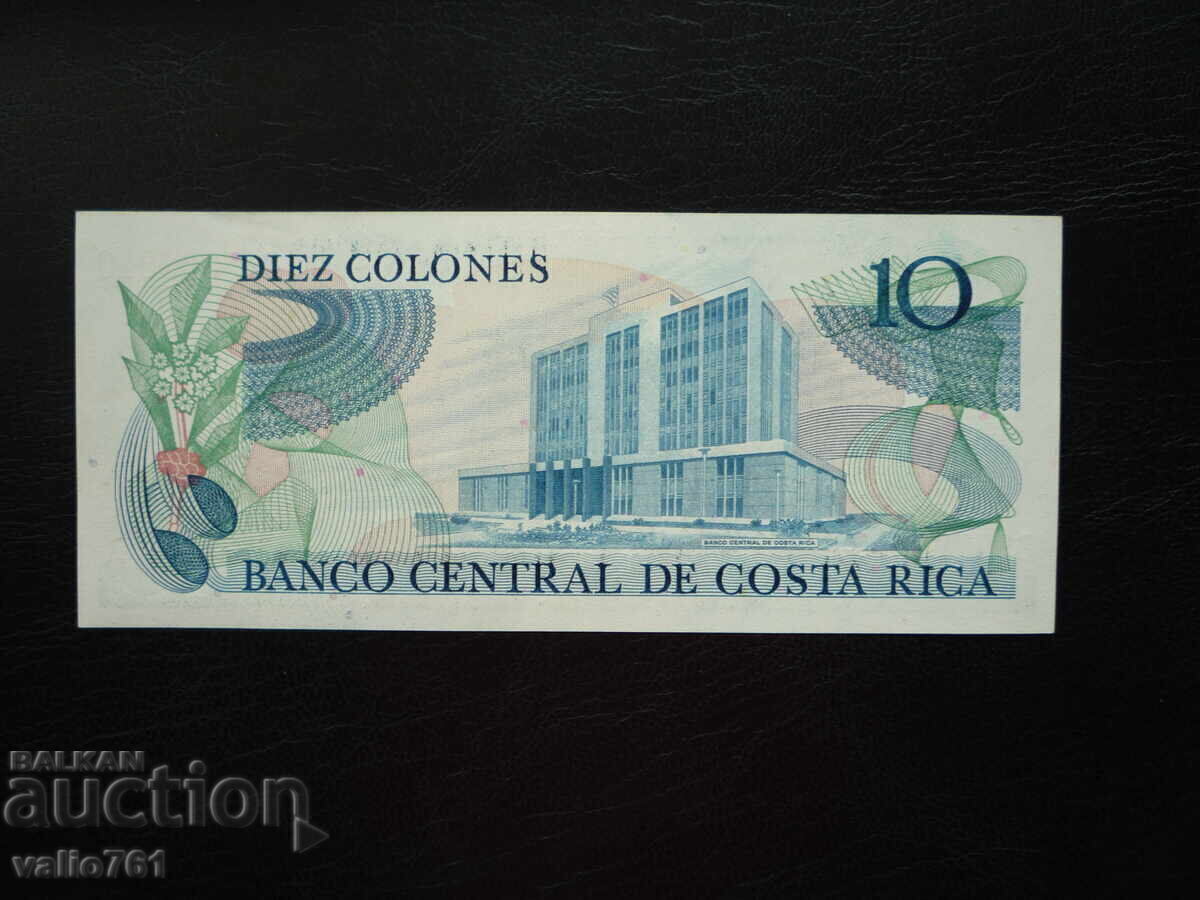 DIEZ COLONES
10
BANCO CENTRAL DE COSTA RICA
BANCO CENTRAL DE COSTA RICA
BALKAN
auction
valio761